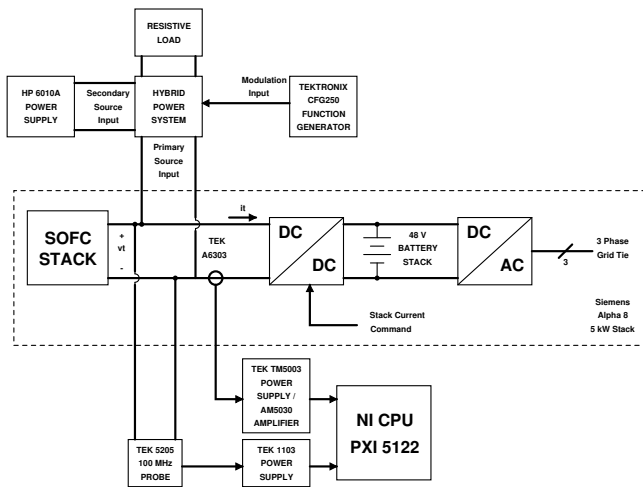 RESISTIVE
LOAD
HP 6010A
POWER
SUPPLY
Secondary
Source
Input
HYBRID
POWER
SYSTEM
Modulation
Input
TEKTRONIX
CFG250
FUNCTION
GENERATOR
Primary
Source
Input
it
SOFC
STACK
+
vt
-
TEK
A6303
DC
DC
48 V
BATTERY
STACK
DC
AC
3
3 Phase
Grid Tie
Stack Current
Command
Siemens
Alpha 8
5 kW Stack
TEK TM5003
POWER
SUPPLY /
AM5030
AMPLIFIER
NI CPU
PXI 5122
TEK 5205
100 MHz
PROBE
TEK 1103
POWER
SUPPLY